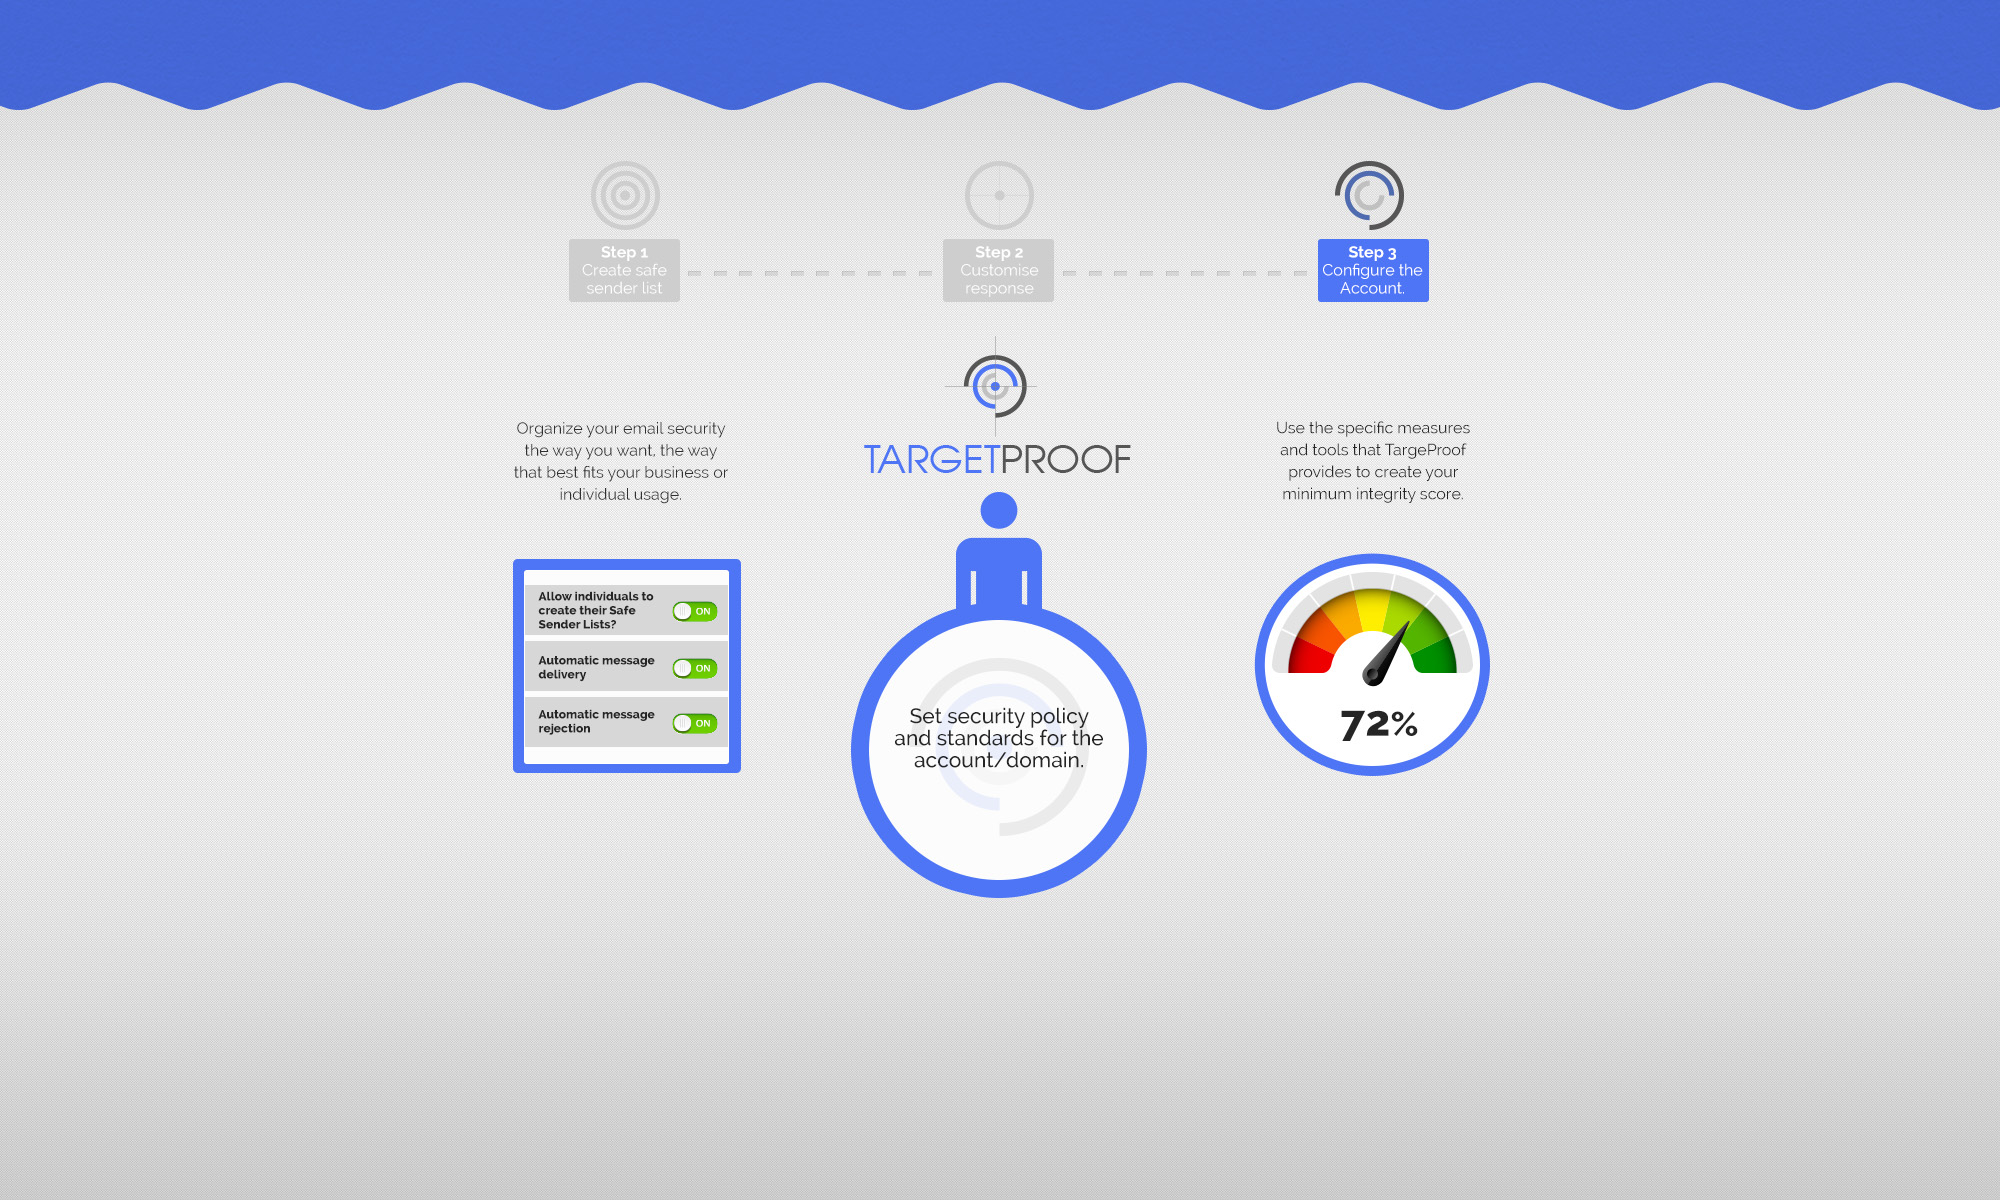 Step 1
Create safe
sender list
Step 2
Customise
response
Step 3
Configure the
Account.
Organize your email security
the way you want, the way
that best fits your business or
individual usage.
TARGETPROOF
Use the specific measures
and tools that TargeProof
provides to create your
minimum integrity score.
Allow individuals to
create their Safe
Sender Lists?
ON
Automatic message
delivery
ON
Automatic message
rejection
ON
Set security policy
and standards for the
account/domain.
72%